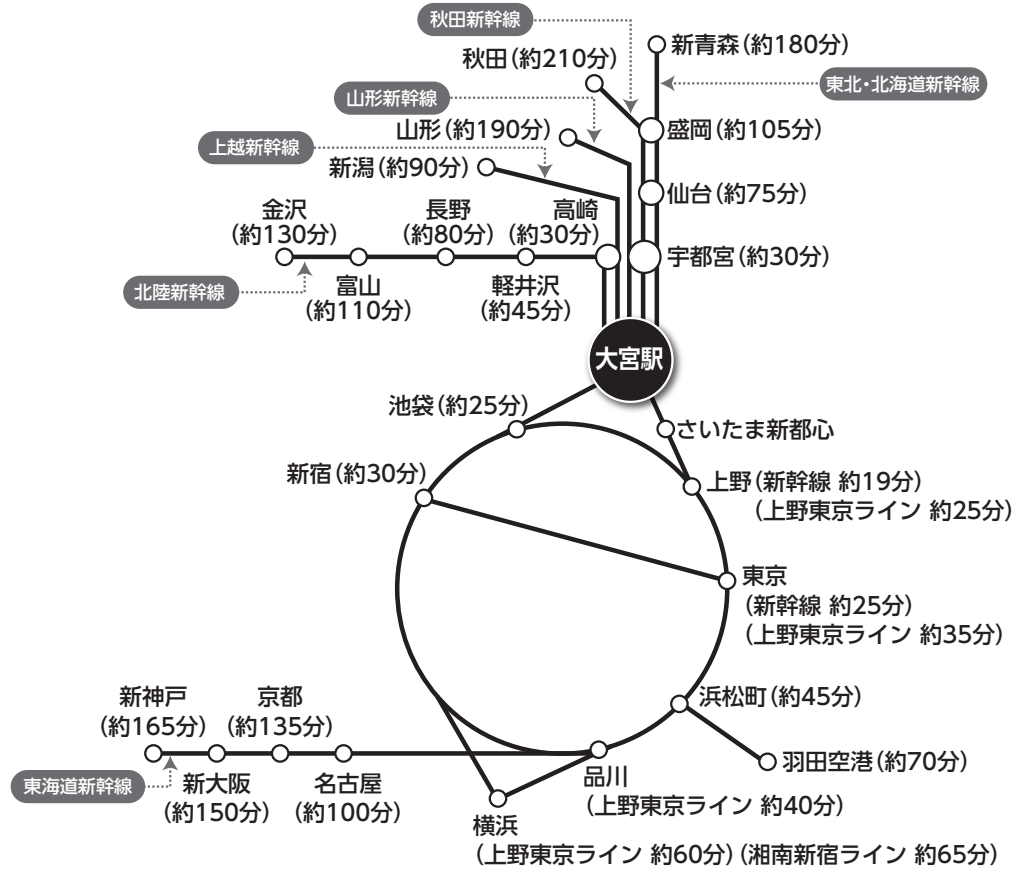 秋田新幹線
新青森（約180分）
秋田（約210分）
東北・北海道新幹線
山形新幹線
山形（約190分）
盛岡（約105分）
上越新幹線
新潟（約90分）
仙台（約75分）
金沢
（約130分）
長野
（約80分）
高崎
（約30分）
宇都宮（約30分）
北陸新幹線
富山
（約110分）
軽井沢
（約45分）
大宮駅
池袋（約25分）
さいたま新都心
新宿（約30分）
上野（新幹線 約19分）
（上野東京ライン 約25分）
東京
（新幹線 約25分）
（上野東京ライン 約35分）
浜松町（約45分）
新神戸
（約165分）
京都
（約135分）
羽田空港（約70分）
東海道新幹線
新大阪
（約150分）
名古屋
（約100分）
品川
（上野東京ライン 約40分）
横浜
（上野東京ライン 約60分）（湘南新宿ライン 約65分）